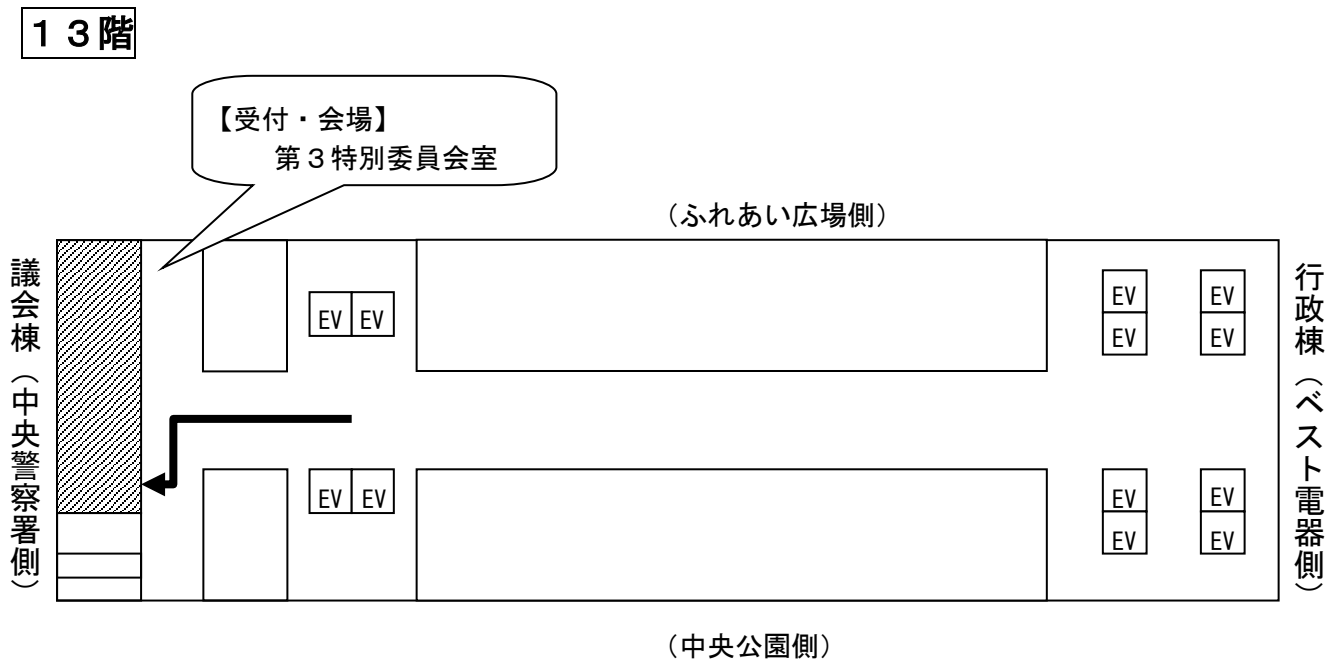 １３階
【受付・会場】
第３特別委員会室
（ふれあい広場側）
議会棟（中央警察署側）
EV EV
EV
EV
EV
EV
行政棟（ベスト電器側）
EV EV
EV
EV
EV
EV
（中央公園側）